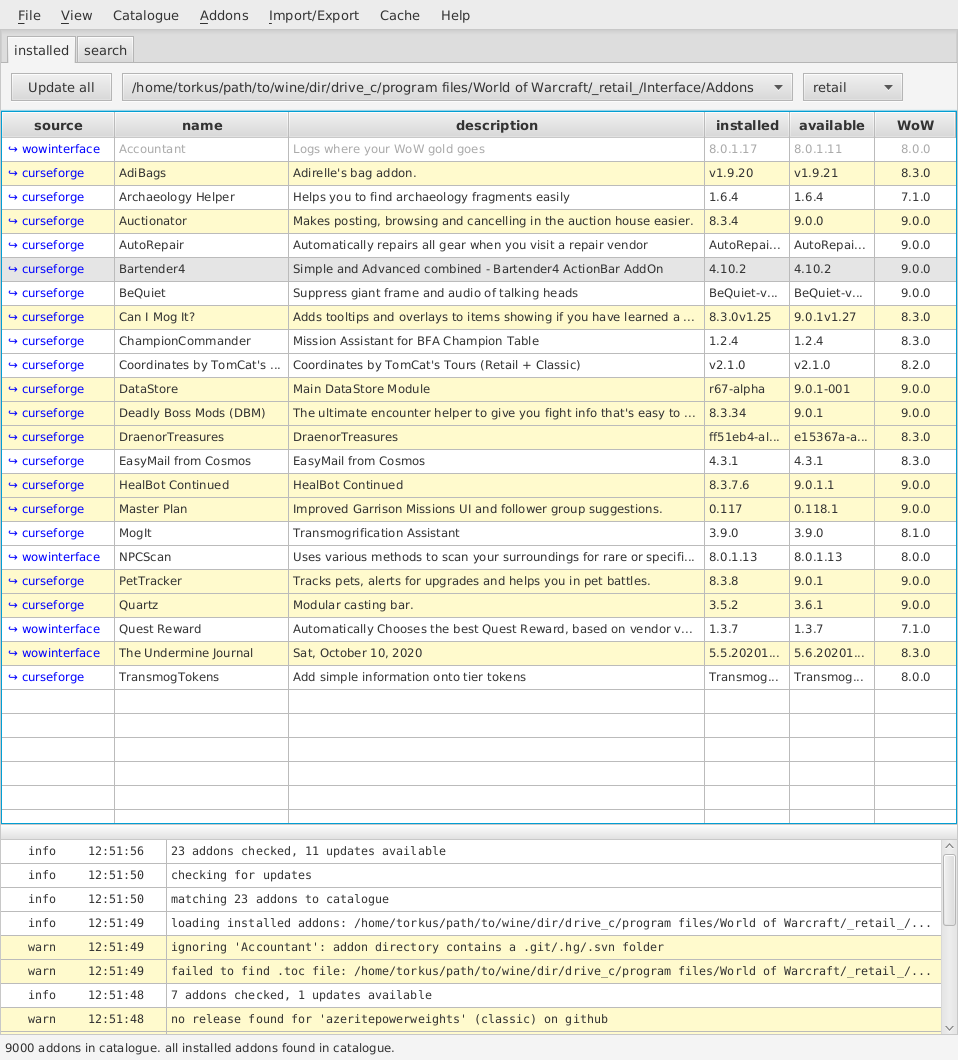 File View Catalogue Addons Import/Export Cache Help
installed search
Update all /home/torkus/path/to/wine/dir/drive_c/program files/World of Warcraft/_retail_/Interface/Addons retail
source name description installed available WoW
↪ wowinterface Accountant Logs where your WoW gold goes 8.0.1.17 8.0.1.11 8.0.0
↪ curseforge AdiBags Adirelle's bag addon. v1.9.20 v1.9.21 8.3.0
↪ curseforge Archaeology Helper Helps you to find archaeology fragments easily 1.6.4 1.6.4 7.1.0
↪ curseforge Auctionator Makes posting, browsing and cancelling in the auction house easier. 8.3.4 9.0.0 9.0.0
↪ curseforge AutoRepair Automatically repairs all gear when you visit a repair vendor AutoRepai... AutoRepai... 9.0.0
↪ curseforge Bartender4 Simple and Advanced combined - Bartender4 ActionBar AddOn 4.10.2 4.10.2 9.0.0
↪ curseforge BeQuiet Suppress giant frame and audio of talking heads BeQuiet-v... BeQuiet-v... 9.0.0
↪ curseforge Can I Mog It? Adds tooltips and overlays to items showing if you have learned a ... 8.3.0v1.25 9.0.1v1.27 8.3.0
↪ curseforge ChampionCommander Mission Assistant for BFA Champion Table 1.2.4 1.2.4 8.3.0
↪ curseforge Coordinates by TomCat's ... Coordinates by TomCat's Tours (Retail + Classic) v2.1.0 v2.1.0 8.2.0
↪ curseforge DataStore Main DataStore Module r67-alpha 9.0.1-001 9.0.0
↪ curseforge Deadly Boss Mods (DBM) The ultimate encounter helper to give you fight info that's easy to ... 8.3.34 9.0.1 9.0.0
↪ curseforge DraenorTreasures DraenorTreasures ff51eb4-al... e15367a-a... 8.3.0
↪ curseforge EasyMail from Cosmos EasyMail from Cosmos 4.3.1 4.3.1 8.3.0
↪ curseforge HealBot Continued HealBot Continued 8.3.7.6 9.0.1.1 9.0.0
↪ curseforge Master Plan Improved Garrison Missions UI and follower group suggestions. 0.117 0.118.1 9.0.0
↪ curseforge MogIt Transmogrification Assistant 3.9.0 3.9.0 8.1.0
↪ wowinterface NPCScan Uses various methods to scan your surroundings for rare or specifi... 8.0.1.13 8.0.1.13 8.0.0
↪ curseforge PetTracker Tracks pets, alerts for upgrades and helps you in pet battles. 8.3.8 9.0.1 9.0.0
↪ curseforge Quartz Modular casting bar. 3.5.2 3.6.1 9.0.0
↪ wowinterface Quest Reward Automatically Chooses the best Quest Reward, based on vendor v... 1.3.7 1.3.7 7.1.0
↪ wowinterface The Undermine Journal Sat, October 10, 2020 5.5.20201... 5.6.20201... 8.3.0
↪ curseforge TransmogTokens Add simple information onto tier tokens Transmog... Transmog... 8.0.0
info 12:51:56 23 addons checked, 11 updates available
info 12:51:50 checking for updates
info 12:51:50 matching 23 addons to catalogue
info 12:51:49 loading installed addons: /home/torkus/path/to/wine/dir/drive_c/program files/World of Warcraft/_retail_/...
warn 12:51:49 ignoring 'Accountant': addon directory contains a .git/.hg/.svn folder
warn 12:51:49 failed to find .toc file: /home/torkus/path/to/wine/dir/drive_c/program files/World of Warcraft/_retail_/...
info 12:51:48 7 addons checked, 1 updates available
warn 12:51:48 no release found for 'azeritepowerweights' (classic) on github
9000 addons in catalogue. all installed addons found in catalogue.